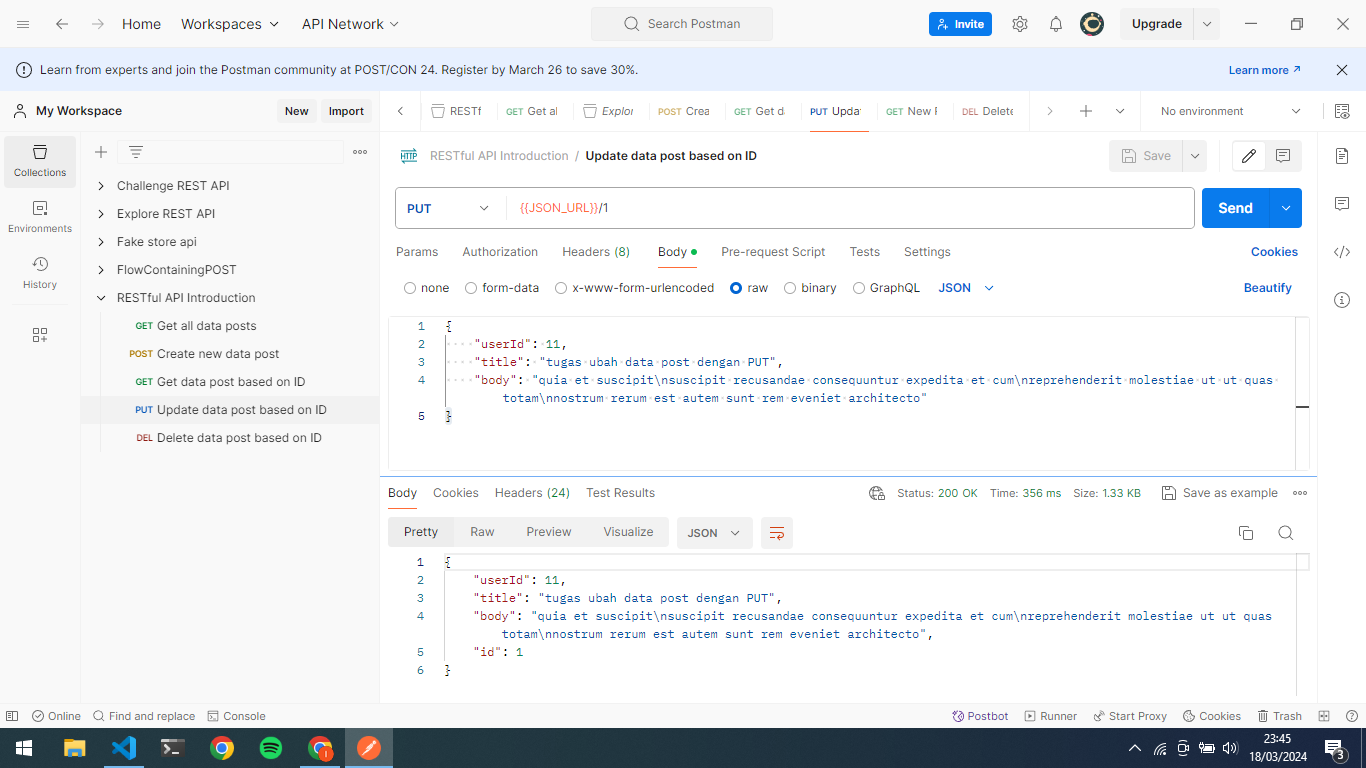 Home Workspaces API Network Search Postman Invite Upgrade
Learn from experts and join the Postman community at POST/CON 24. Register by March 26 to save 30%. Learn more
My Workspace New Import
RESTf GET Get al Explor POST Crea GET Get d PUT Updat GET New F DEL Delete No environment
Collections
Environments
History
Challenge REST API
Explore REST API
Fake store api
FlowContainingPOST
RESTful API Introduction
GET Get all data posts
POST Create new data post
GET Get data post based on ID
PUT Update data post based on ID
DEL Delete data post based on ID
HTTP RESTful API Introduction / Update data post based on ID Save
PUT {{JSON_URL}}/1 Send
Params Authorization Headers (8) Body Pre-request Script Tests Settings Cookies
none form-data x-www-form-urlencoded raw binary GraphQL JSON Beautify
1 {
2 "userId": 11,
3 "title": "tugas ubah data post dengan PUT",
4 "body": "quia et suscipit\nsuscipit recusandae consequuntur expedita et cum\nreprehenderit molestiae ut ut quas
totam\nnostrum rerum est autem sunt rem eveniet architecto"
5 }
Body Cookies Headers (24) Test Results Status: 200 OK Time: 356 ms Size: 1.33 KB Save as example
Pretty Raw Preview Visualize JSON
1 {
2 "userId": 11,
3 "title": "tugas ubah data post dengan PUT",
4 "body": "quia et suscipit\nsuscipit recusandae consequuntur expedita et cum\nreprehenderit molestiae ut ut quas
totam\nnostrum rerum est autem sunt rem eveniet architecto",
5 "id": 1
6 }
Online Find and replace Console Postbot Runner Start Proxy Cookies Trash
23:45
18/03/2024
3